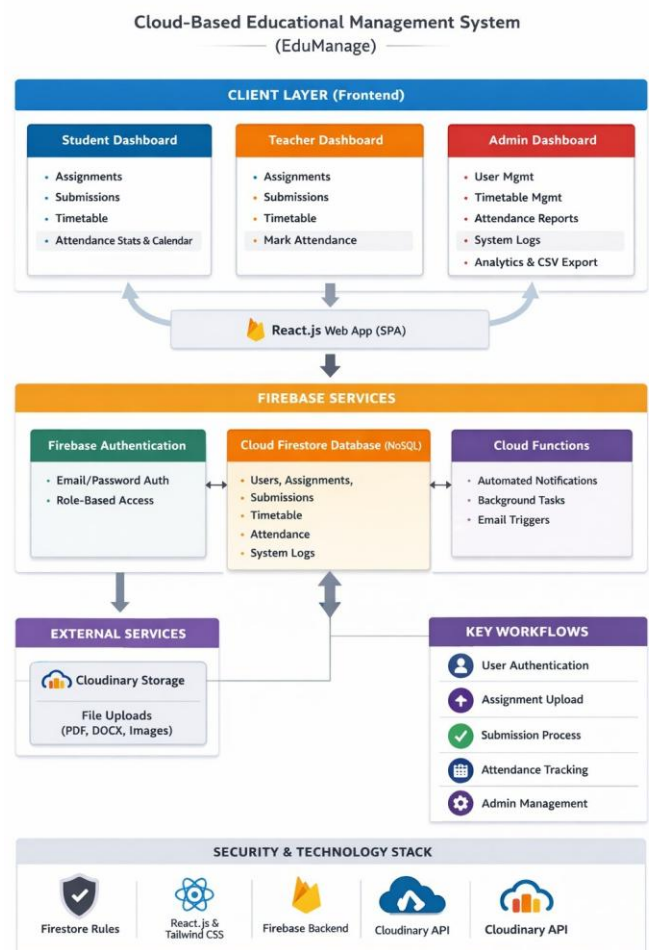 Cloud-Based Educational Management System
(EduManage)
CLIENT LAYER (Frontend)
Student Dashboard
• Assignments
• Submissions
• Timetable
• Attendance Stats & Calendar
Teacher Dashboard
• Assignments
• Submissions
• Timetable
• Mark Attendance
Admin Dashboard
• User Mgmt
• Timetable Mgmt
• Attendance Reports
• System Logs
• Analytics & CSV Export
React.js Web App (SPA)
FIREBASE SERVICES
Firebase Authentication
• Email/Password Auth
• Role-Based Access
Cloud Firestore Database (NoSQL)
• Users, Assignments,
• Submissions
• Timetable
• Attendance
• System Logs
Cloud Functions
• Automated Notifications
• Background Tasks
• Email Triggers
EXTERNAL SERVICES
Cloudinary Storage
File Uploads
(PDF, DOCX, Images)
KEY WORKFLOWS
User Authentication
Assignment Upload
Submission Process
Attendance Tracking
Admin Management
SECURITY & TECHNOLOGY STACK
Firestore Rules
React.js &
Tailwind CSS
Firebase Backend
Cloudinary API
Cloudinary API